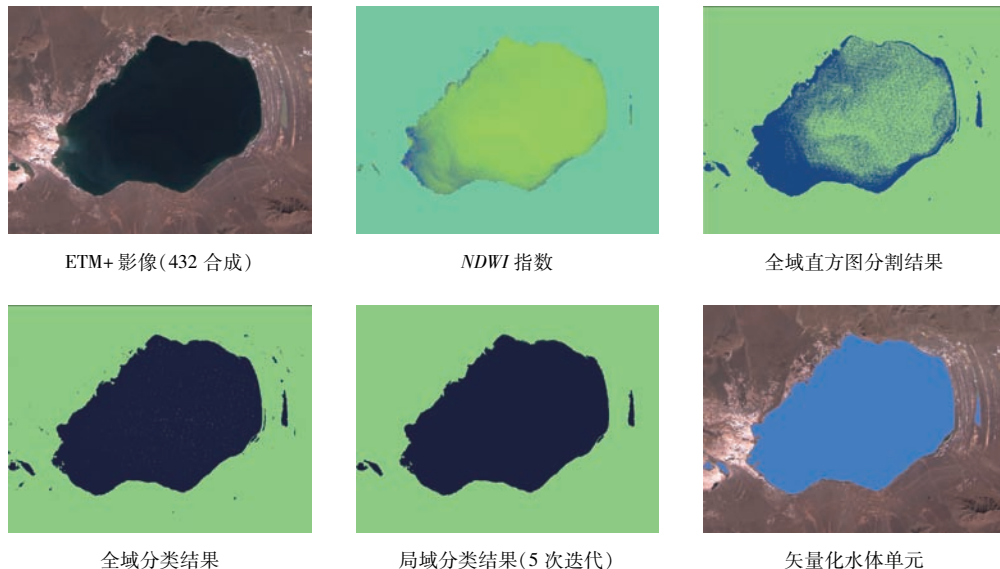 ETM+ 影像(432 合成)
NDWI 指数
全域直方图分割结果
全域分类结果
局域分类结果(5 次迭代)
矢量化水体单元